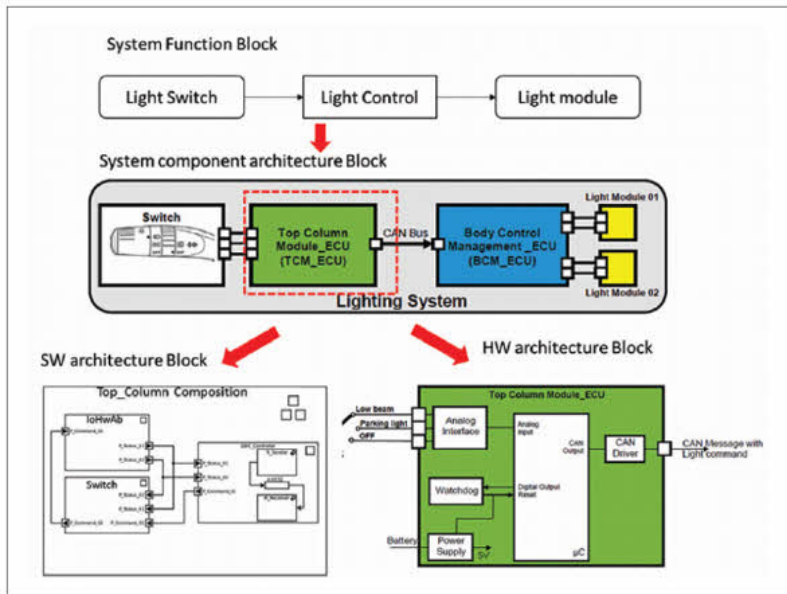 System Function Block
Light Switch
Light Control
Light module
System component architecture Block
Switch
Top Column
Module_ECU
(TCM_ECU)
CAN Bus
Body Control
Management _ECU
(BCM_ECU)
Light Module 01
Light Module 02
Lighting System
SW architecture Block
HW architecture Block
Top_Column Composition
IoHwAb
Switch
Top Column Module_ECU
Low beam
Parking light
OFF
Analog
Interface
Analog
Input
CAN
Output
CAN
Driver
CAN Message with
Light command
Watchdog
Digital Output
Reset
Battery
Power
Supply
5V
µC